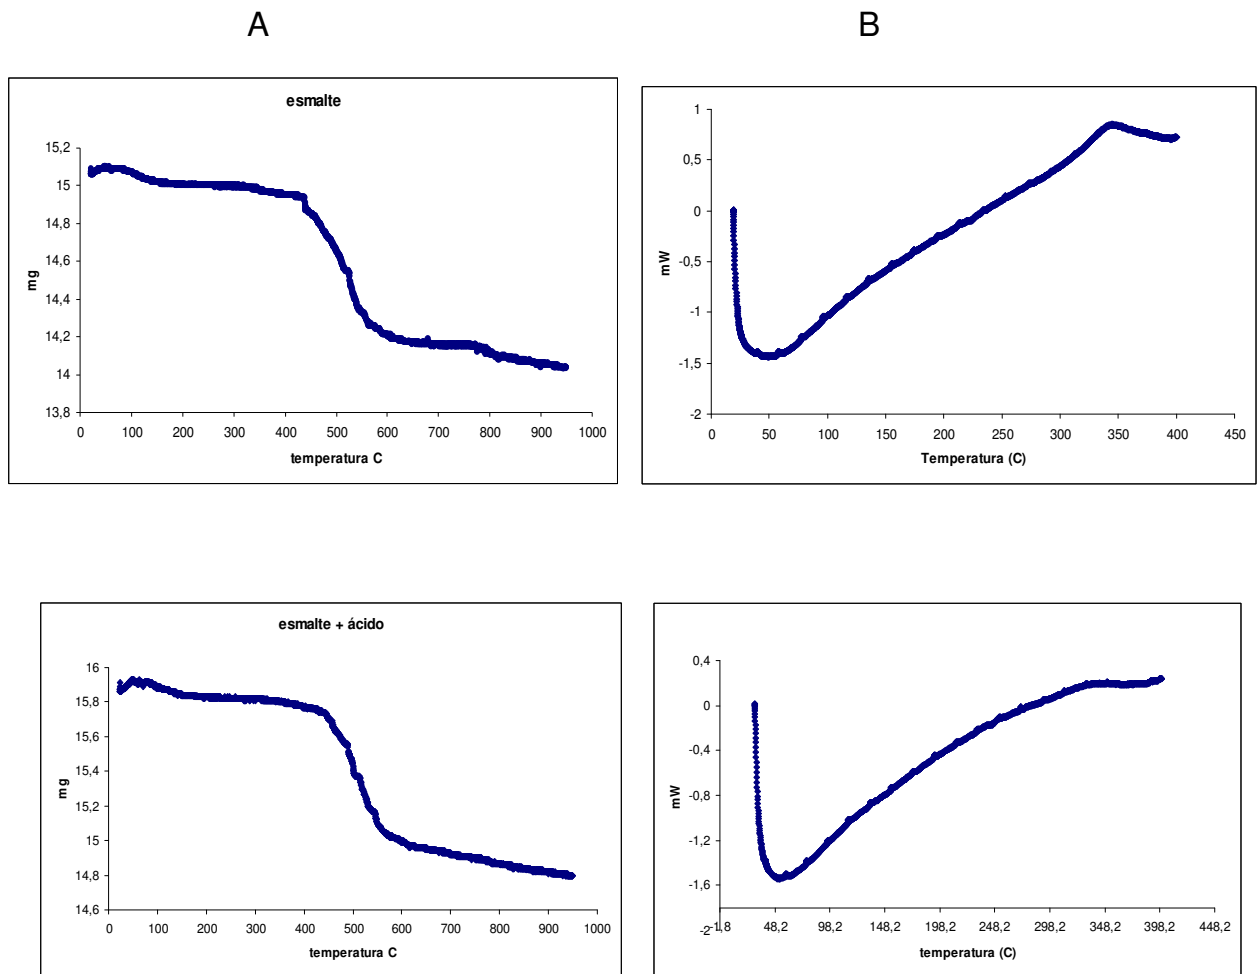 A
B
esmalte
15,2
15
14,8
14,6
14,4
14,2
14
13,8
mg
0 100 200 300 400 500 600 700 800 900 1000
temperatura C
1
0,5
0
-0,5
-1
-1,5
-2
mW
0 50 100 150 200 250 300 350 400 450
Temperatura (C)
esmalte + ácido
16
15,8
15,6
15,4
15,2
15
14,8
14,6
mg
0 100 200 300 400 500 600 700 800 900 1000
temperatura C
0,4
0
-0,4
-0,8
-1,2
-1,6
-2
mW
-1,8 48,2 98,2 148,2 198,2 248,2 298,2 348,2 398,2 448,2
temperatura (C)